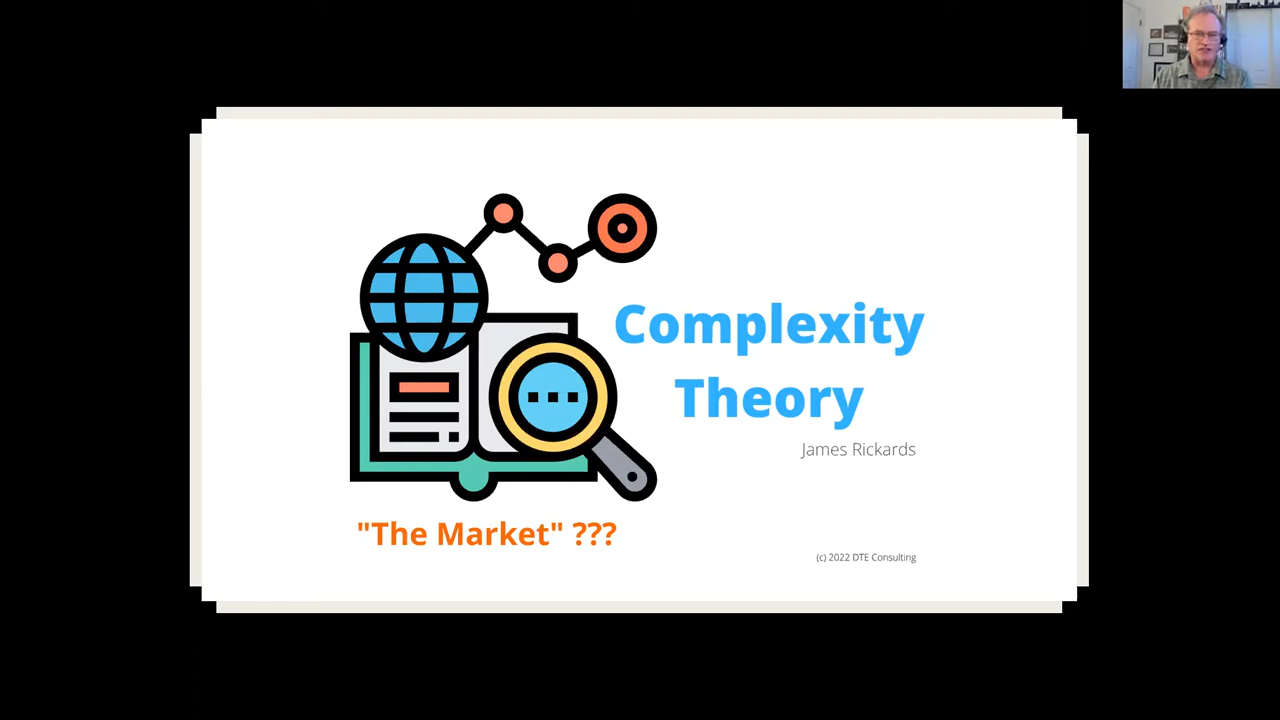 Complexity
Theory
James Rickards
"The Market" ???
(c) 2022 DTE Consulting